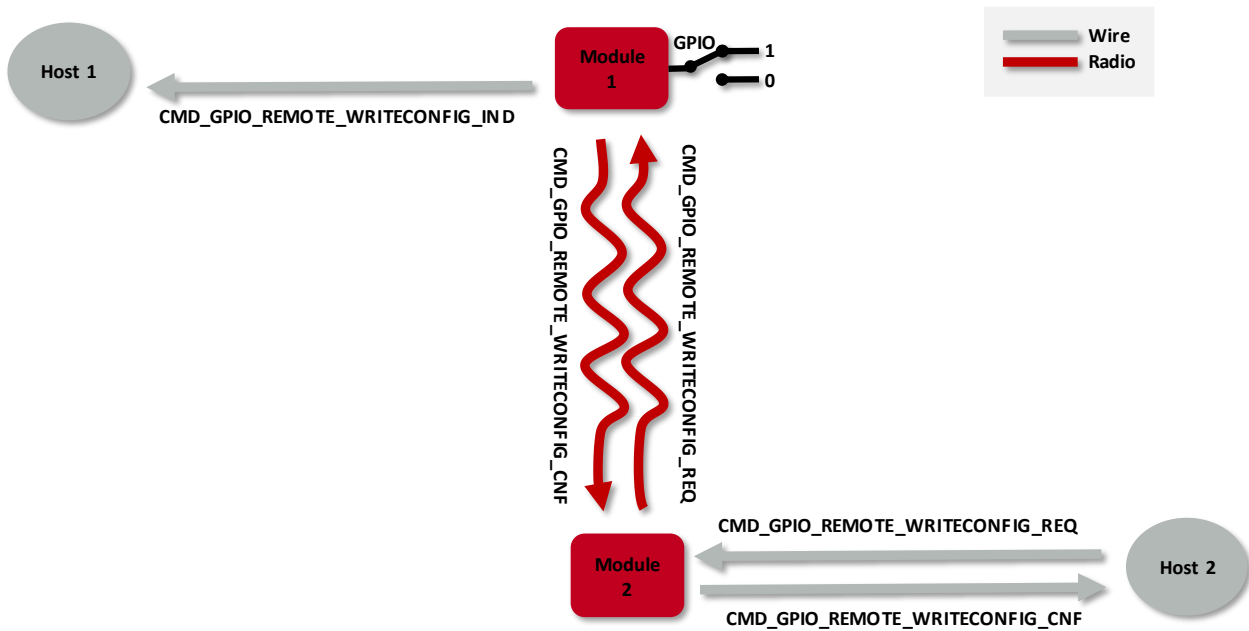 Host 1
CMD_GPIO_REMOTE_WRITECONFIG_IND
Module
1
GPIO
1
0
Wire
Radio
CMD_GPIO_REMOTE_WRITECONFIG_CNF
CMD_GPIO_REMOTE_WRITECONFIG_REQ
Module
2
CMD_GPIO_REMOTE_WRITECONFIG_REQ
CMD_GPIO_REMOTE_WRITECONFIG_CNF
Host 2